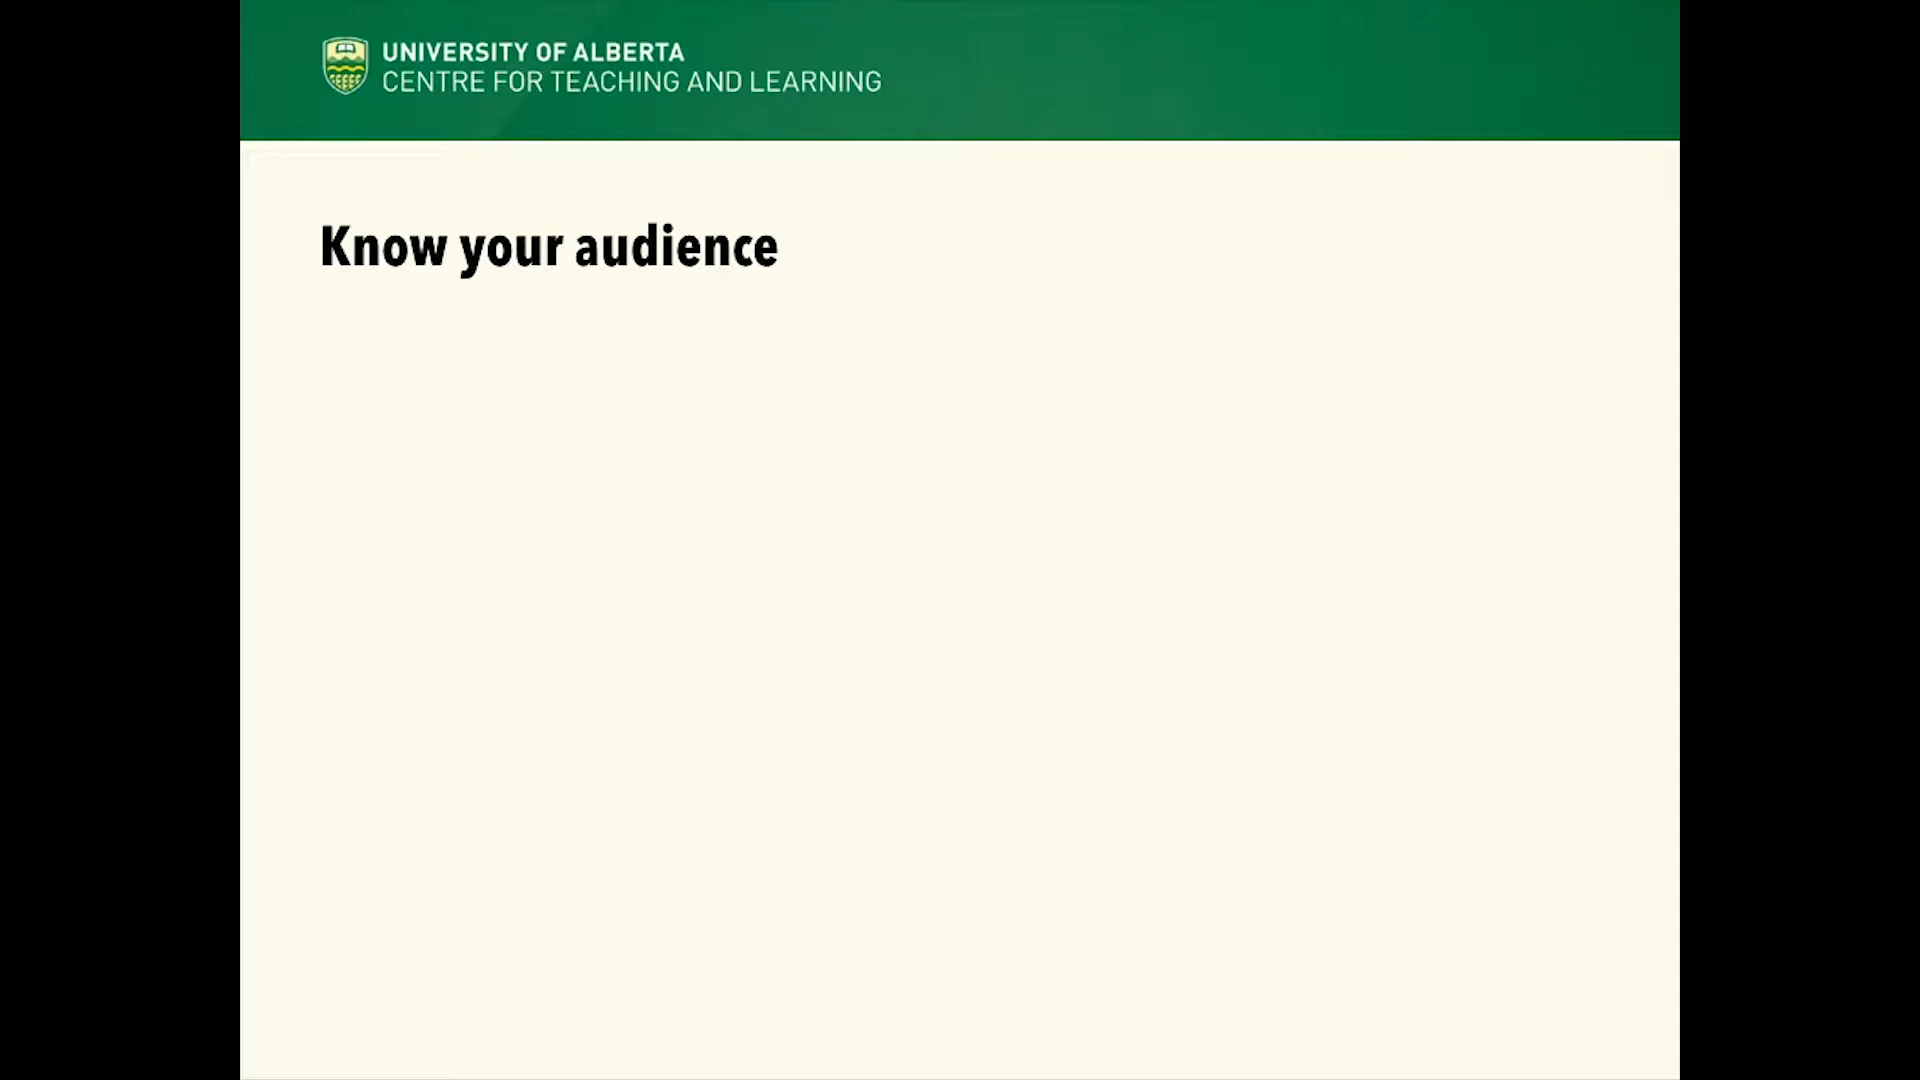 UNIVERSITY OF ALBERTA
CENTRE FOR TEACHING AND LEARNING
Know your audience